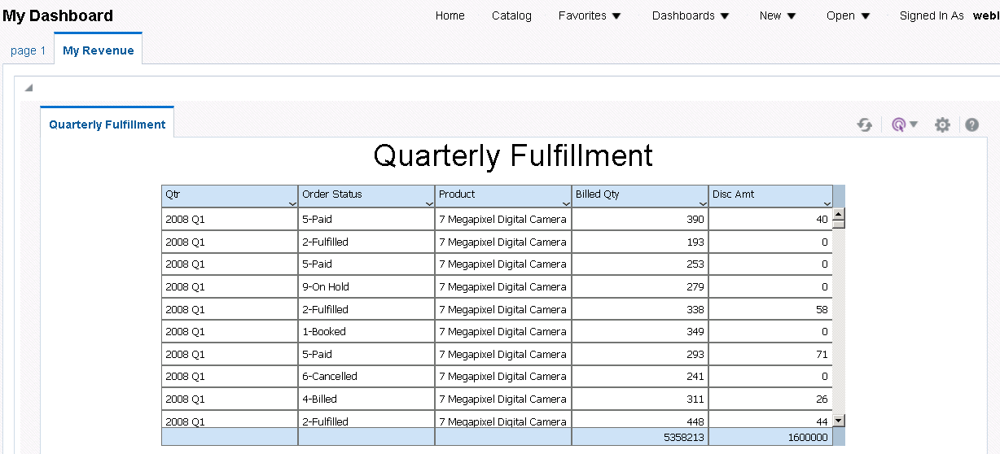 My Dashboard Home Catalog Favorites Dashboards New Open Signed In As webl
page 1 My Revenue
Quarterly Fulfillment
Quarterly Fulfillment
Qtr Order Status Product Billed Qty Disc Amt
2008 Q1 5-Paid 7 Megapixel Digital Camera 390 40
2008 Q1 2-Fulfilled 7 Megapixel Digital Camera 193 0
2008 Q1 5-Paid 7 Megapixel Digital Camera 253 0
2008 Q1 9-On Hold 7 Megapixel Digital Camera 279 0
2008 Q1 2-Fulfilled 7 Megapixel Digital Camera 338 58
2008 Q1 1-Booked 7 Megapixel Digital Camera 349 0
2008 Q1 5-Paid 7 Megapixel Digital Camera 293 71
2008 Q1 6-Cancelled 7 Megapixel Digital Camera 241 0
2008 Q1 4-Billed 7 Megapixel Digital Camera 311 26
2008 Q1 2-Fulfilled 7 Megapixel Digital Camera 448 44
5358213 1600000